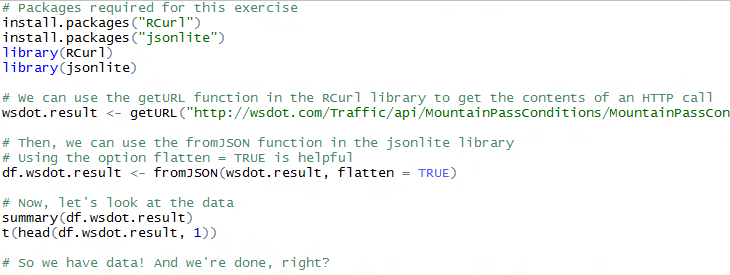 # Packages required for this exercise
install.packages("RCurl")
install.packages("jsonlite")
library(RCurl)
library(jsonlite)
# We can use the getURL function in the RCurl library to get the contents of an HTTP call
wsdot.result <- getURL("http://wsdot.com/Traffic/api/MountainPassConditions/MountainPassCon
# Then, we can use the fromJSON function in the jsonlite library
# Using the option flatten = TRUE is helpful
df.wsdot.result <- fromJSON(wsdot.result, flatten = TRUE)
# Now, let's look at the data
summary(df.wsdot.result)
t(head(df.wsdot.result, 1))
# So we have data! And we're done, right?